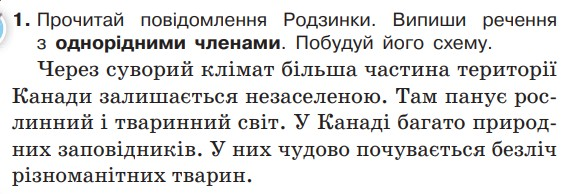 1. Прочитай повідомлення Родзинки. Випиши речення
з однорідними членами. Побудуй його схему.
Через суворий клімат більша частина території
Канади залишається незаселеною. Там панує рос-
линний і тваринний світ. У Канаді багато природ-
них заповідників. У них чудово почувається безліч
різноманітних тварин.